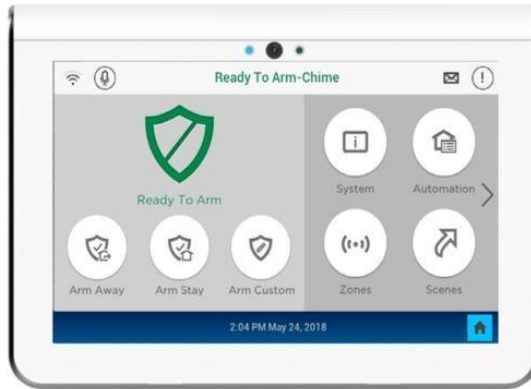 Ready To Arm-Chime
Ready To Arm
System
Automation
Arm Away
Arm Stay
Arm Custom
Zones
Scenes
2:04 PM May 24, 2018